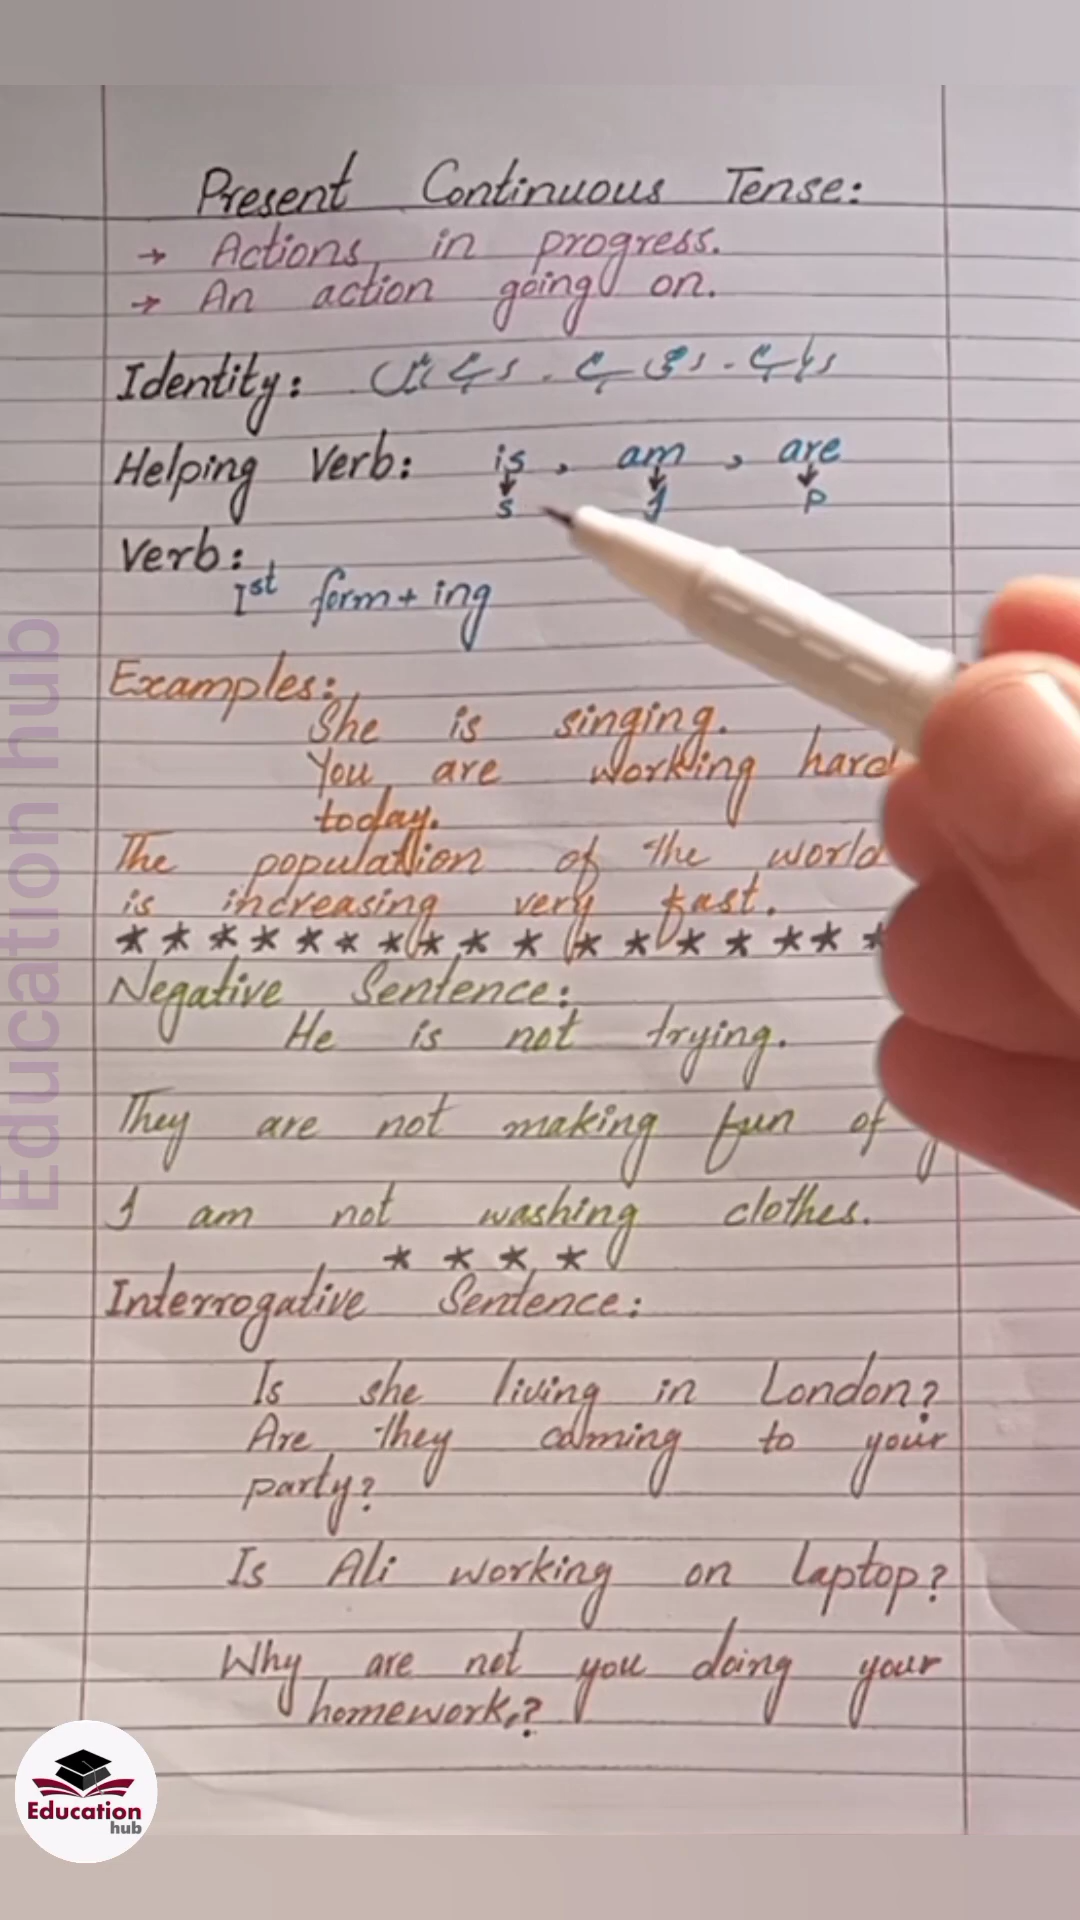 Present Continuous Tense:
→ Actions in progress.
→ An action going on.
Identity: رہا ہے - رہی ہے - رہے ہیں
Helping Verb: is, am, are
s I p
Verb:
1st form + ing
Examples:
She is singing.
You are working hard
today.
The population of the world
is increasing very fast.
* * * * * * * * * * * * * * * * *
Negative Sentence:
He is not trying.
They are not making fun of
I am not washing clothes.
* * * *
Interrogative Sentence:
Is she living in London?
Are they coming to your
party?
Is Ali working on laptop?
Why are not you doing your
homework?
Education hub
Education
hub